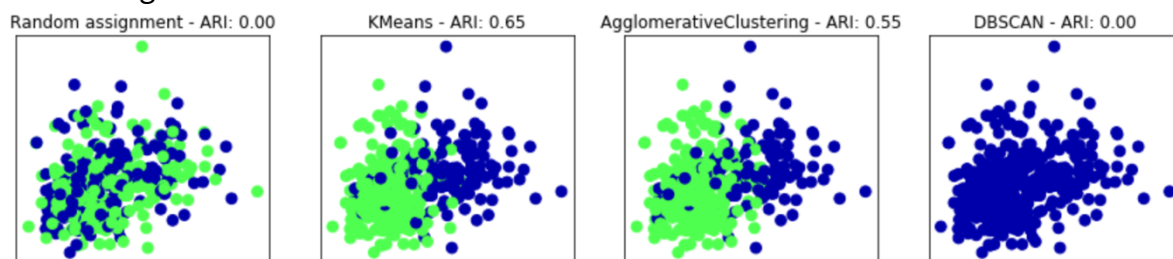 Random assignment - ARI: 0.00
KMeans - ARI: 0.65
AgglomerativeClustering - ARI: 0.55
DBSCAN - ARI: 0.00